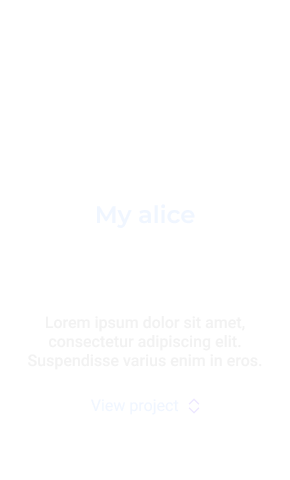 My alice
Lorem ipsum dolor sit amet,
consectetur adipiscing elit.
Suspendisse varius enim in eros.
View project